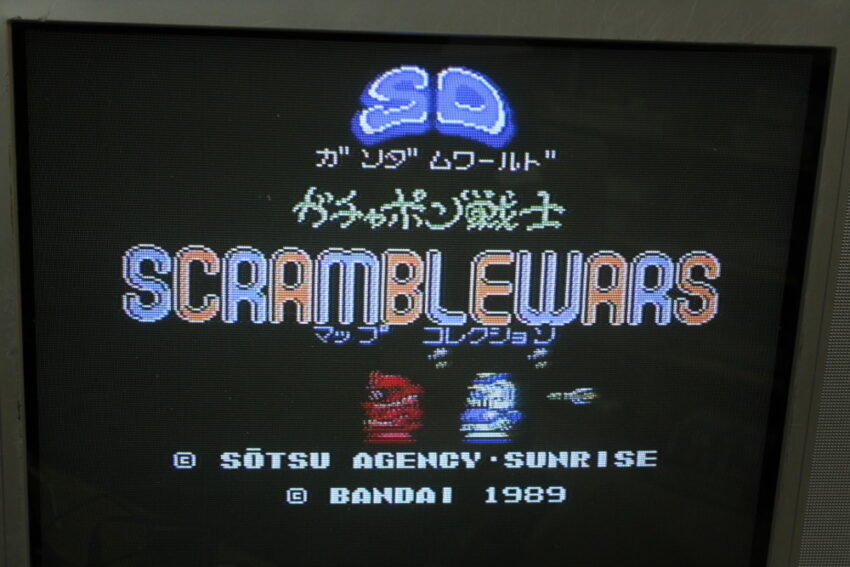 SD
ガンダムワールド
ガチャポン戦士
SCRAMBLEWARS
マップ コレクション
© SŌTSU AGENCY・SUNRISE
© BANDAI 1989